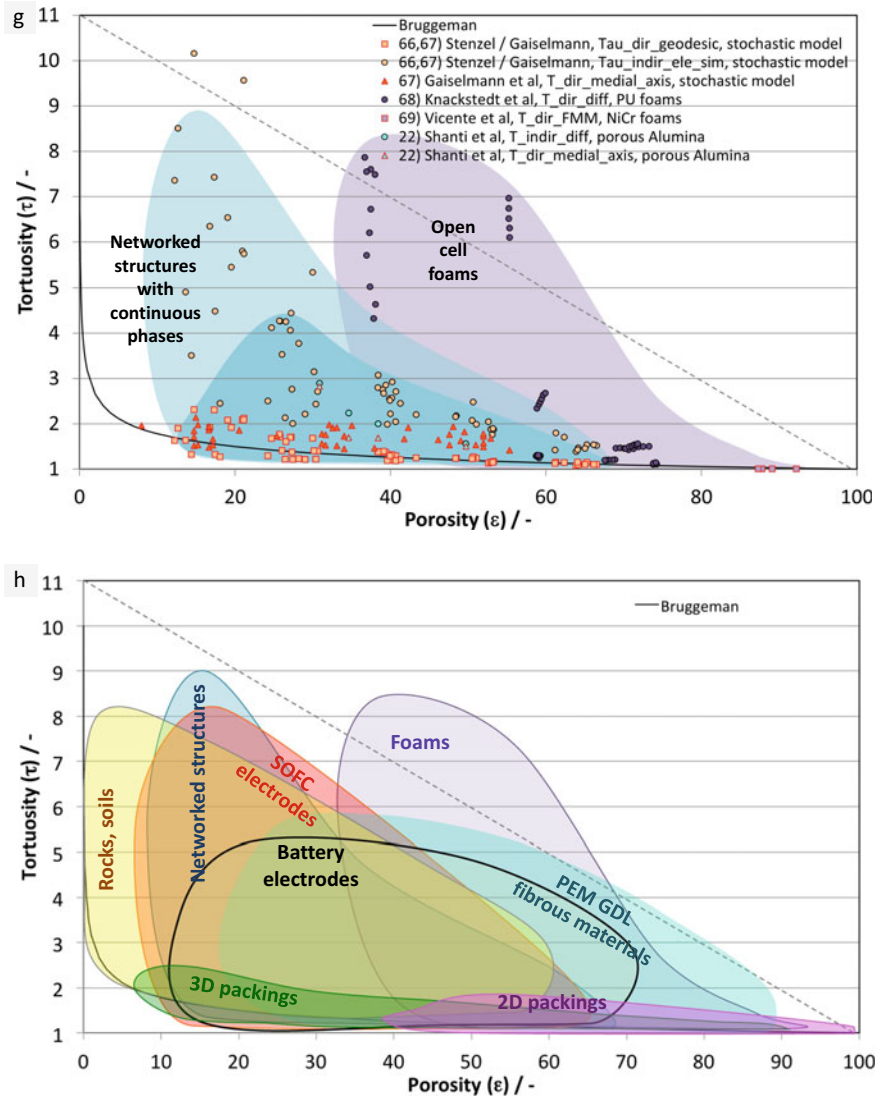 g
11
10
9
8
7
6
5
4
3
2
1
Tortuosity (τ) / -
Bruggeman
66,67) Stenzel / Gaiselmann, Tau_dir_geodesic, stochastic model
66,67) Stenzel / Gaiselmann, Tau_indir_ele_sim, stochastic model
67) Gaiselmann et al, T_dir_medial_axis, stochastic model
68) Knackstedt et al, T_dir_diff, PU foams
69) Vicente et al, T_dir_FMM, NiCr foams
22) Shanti et al, T_indir_diff, porous Alumina
22) Shanti et al, T_dir_medial_axis, porous Alumina
Networked
structures
with
continuous
phases
Open
cell
foams
0
20
40
60
80
100
Porosity (ε) / -
h
11
10
9
8
7
6
5
4
3
2
1
Tortuosity (τ) / -
Bruggeman
Rocks, soils
Networked structures
SOFC
electrodes
Foams
Battery
electrodes
PEM GDL
fibrous materials
3D packings
2D packings
0
10
20
30
40
50
60
70
80
90
100
Porosity (ε) / -